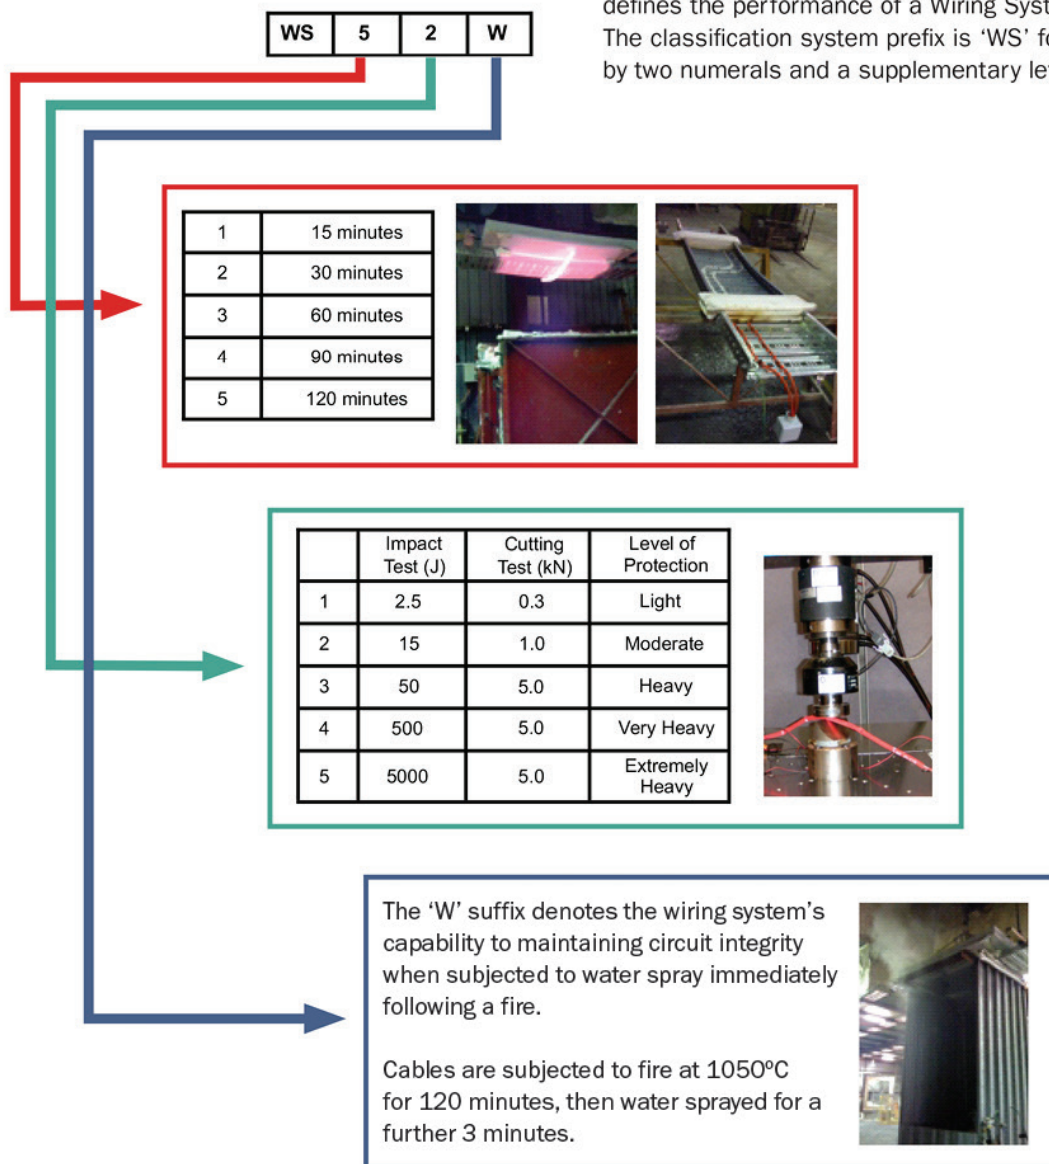 defines the performance of a Wiring Syst
The classification system prefix is ‘WS’ fo
by two numerals and a supplementary le
WS 5 2 W
1 15 minutes
2 30 minutes
3 60 minutes
4 90 minutes
5 120 minutes
Impact Test (J) Cutting Test (kN) Level of Protection
1 2.5 0.3 Light
2 15 1.0 Moderate
3 50 5.0 Heavy
4 500 5.0 Very Heavy
5 5000 5.0 Extremely Heavy
The ‘W’ suffix denotes the wiring system’s
capability to maintaining circuit integrity
when subjected to water spray immediately
following a fire.
Cables are subjected to fire at 1050ºC
for 120 minutes, then water sprayed for a
further 3 minutes.